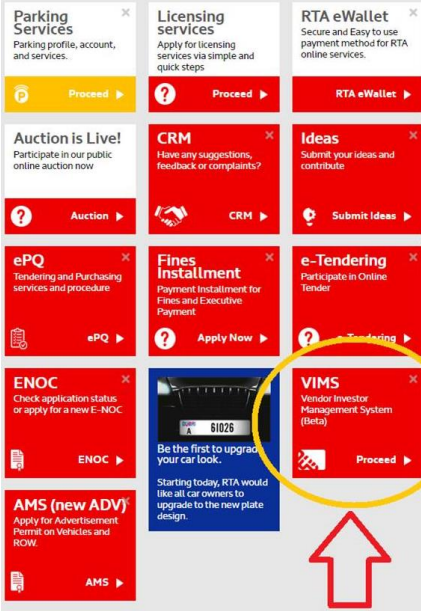 Parking
Services
Parking profile, account,
and services.
Proceed
Licensing
services
Apply for licensing
services via simple and
quick steps
Proceed
RTA eWallet
Secure and Easy to use
payment method for RTA
online services.
RTA eWallet
Auction is Live!
Participate in our public
online auction now
Auction
CRM
Have any suggestions,
feedback or complaints?
CRM
Ideas
Submit your ideas and
contribute
Submit Ideas
ePQ
Tendering and Purchasing
services and procedure
ePQ
Fines
Installment
Payment Installment for
Fines and Executive
Payment
Apply Now
e-Tendering
Participate in Online
Tender
e-Tendering
ENOC
Check application status
or apply for a new E-NOC
ENOC
DUBAI
A 61026
Be the first to upgrade
your car look.
Starting today, RTA would
like all car owners to
upgrade to the new plate
design.
VIMS
Vendor Investor
Management System
(Beta)
Proceed
AMS (new ADV)
Apply for Advertisement
Permit on Vehicles and
ROW.
AMS